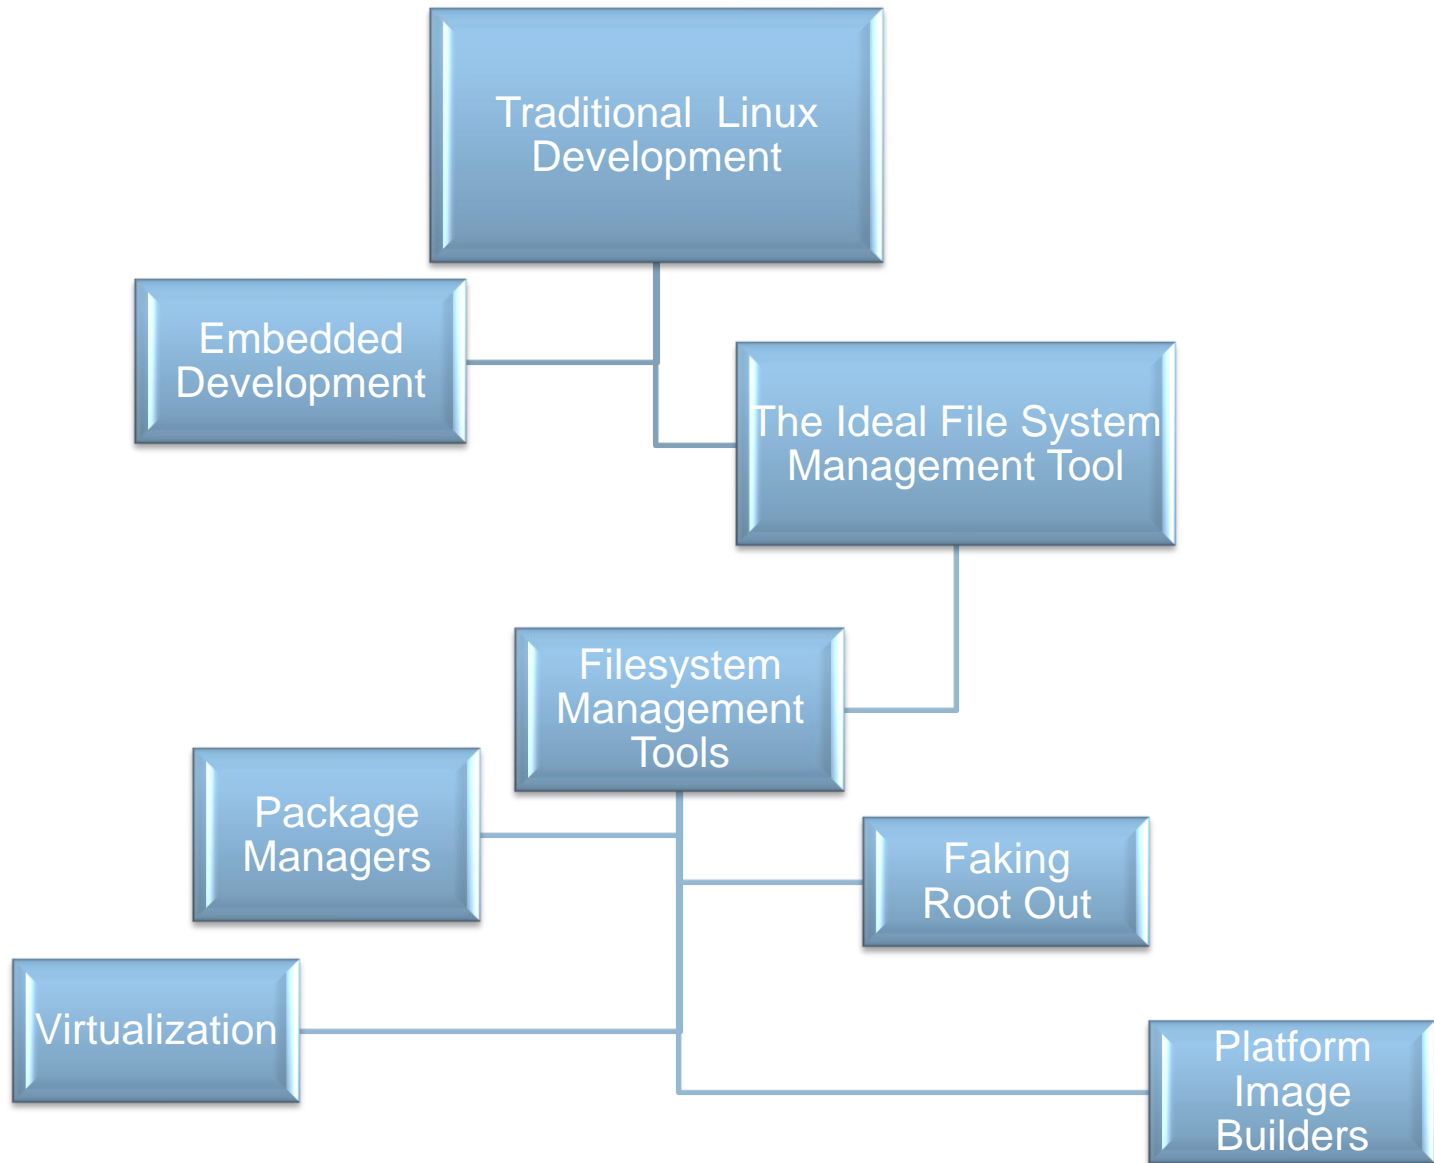 Traditional Linux
Development
Embedded
Development
The Ideal File System
Management Tool
Filesystem
Management
Tools
Package
Managers
Faking
Root Out
Virtualization
Platform
Image
Builders